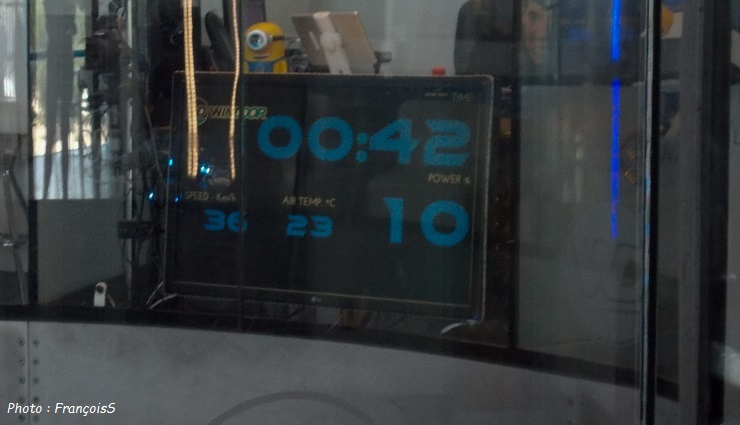 TIME
WINDOOR
00:42
POWER %
SPEED - Km/h
AIR TEMP. °C
36
23
10
LG
Photo : FrançoisS